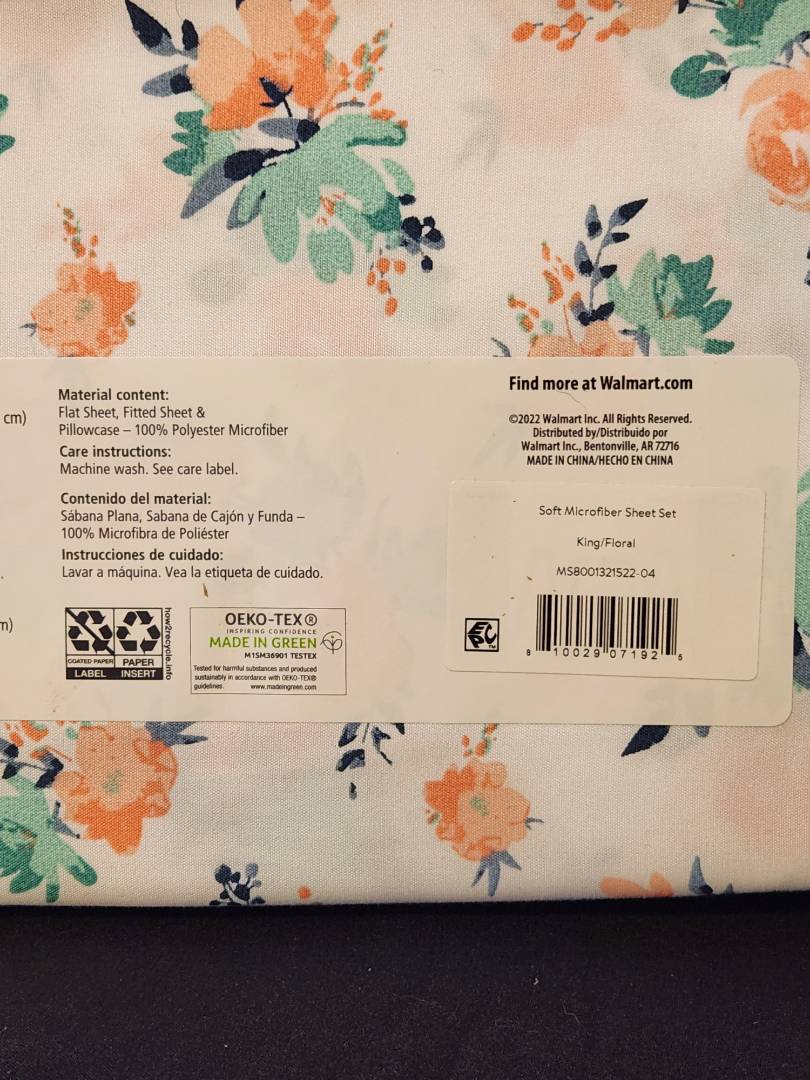 cm)
Material content:
Flat Sheet, Fitted Sheet &
Pillowcase – 100% Polyester Microfiber
Care instructions:
Machine wash. See care label.
Contenido del material:
Sábana Plana, Sabana de Cajón y Funda –
100% Microfibra de Poliéster
Instrucciones de cuidado:
Lavar a máquina. Vea la etiqueta de cuidado.
m)
COATED PAPER
LABEL
PAPER
INSERT
how2recycle.info
OEKO-TEX®
INSPIRING CONFIDENCE
MADE IN GREEN
M1SM36901 TESTEX
Tested for harmful substances and produced
sustainably in accordance with OEKO-TEX®
guidelines. www.madeingreen.com
Find more at Walmart.com
©2022 Walmart Inc. All Rights Reserved.
Distributed by/Distribuido por
Walmart Inc., Bentonville, AR 72716
MADE IN CHINA/HECHO EN CHINA
Soft Microfiber Sheet Set
King/Floral
MS8001321522-04
EPC TM
8 10029 07192 5